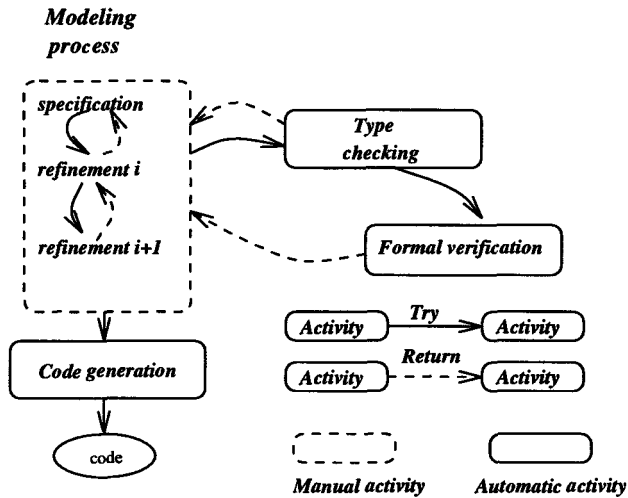 Modeling
process
specification
refinement i
refinement i+1
Type
checking
Formal verification
Code generation
code
Try
Activity Activity
Return
Activity Activity
Manual activity Automatic activity